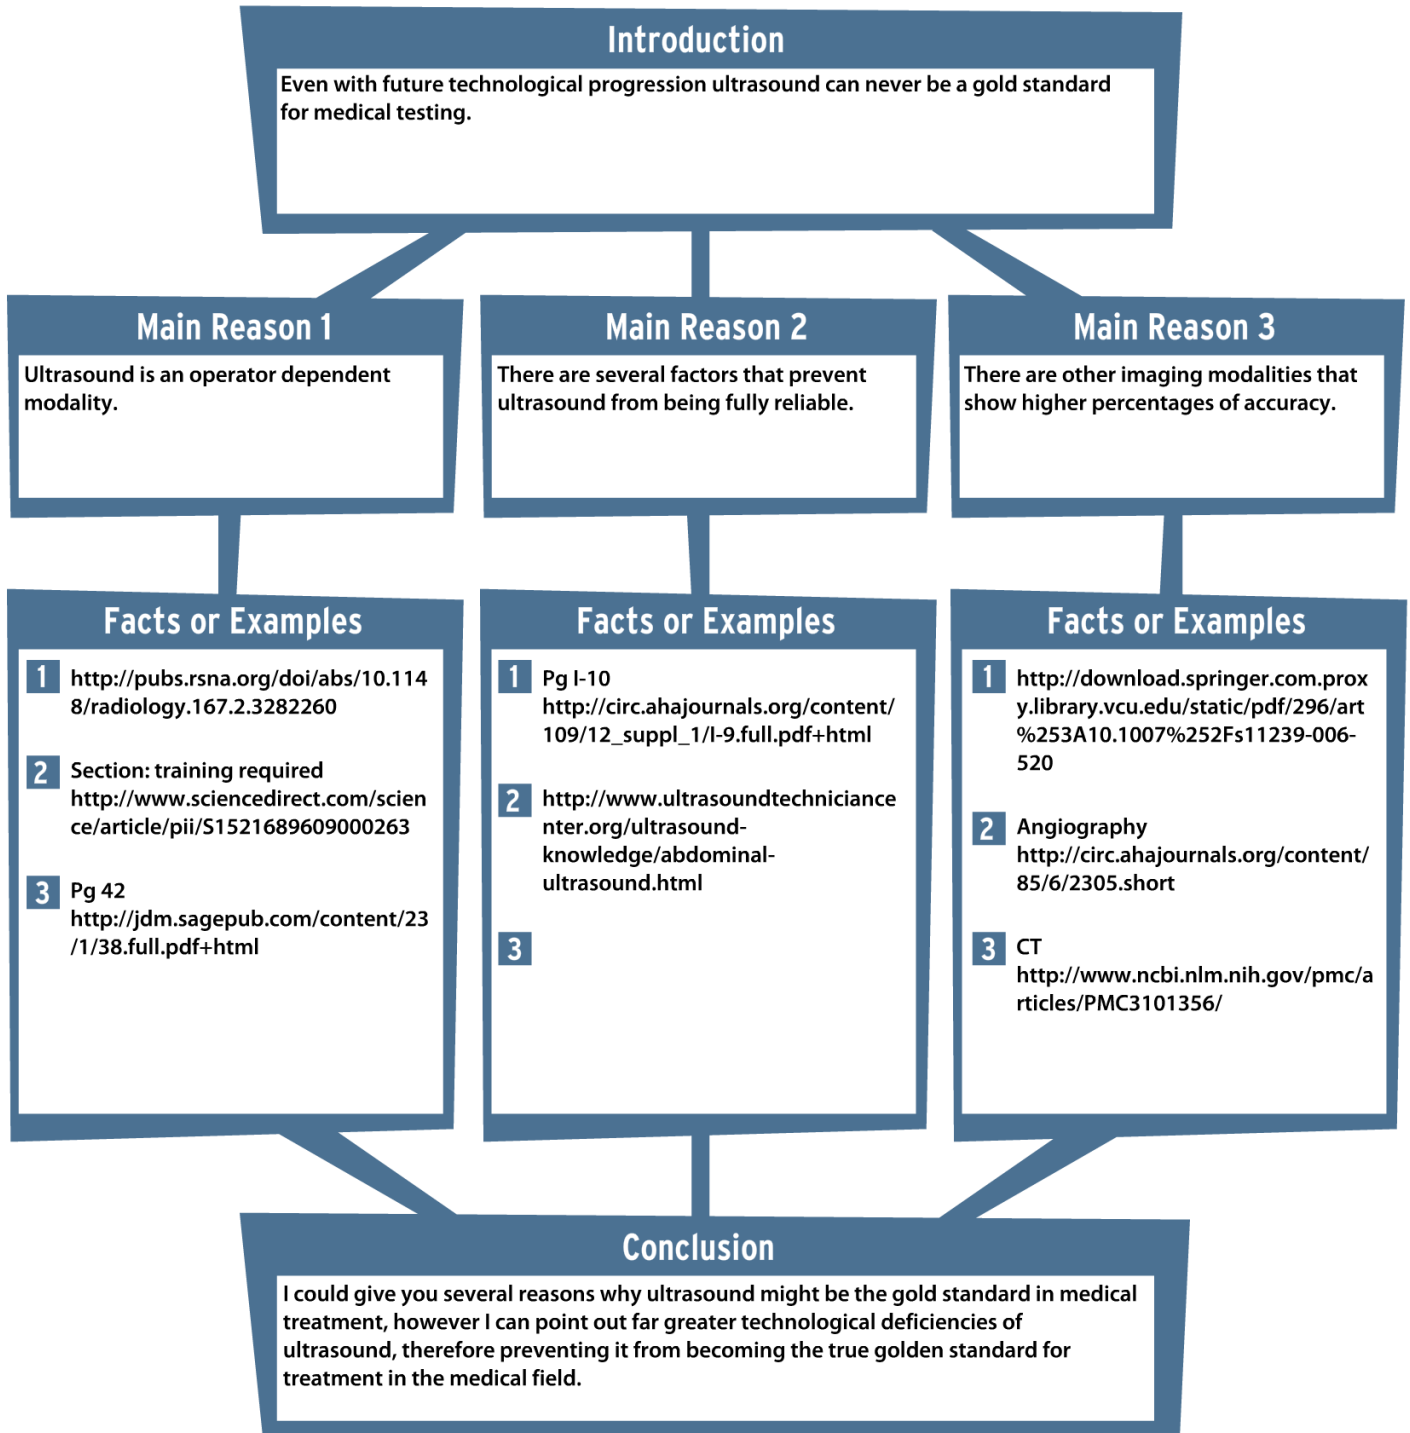 Introduction
Even with future technological progression ultrasound can never be a gold standard
for medical testing.
Main Reason 1
Ultrasound is an operator dependent
modality.
Main Reason 2
There are several factors that prevent
ultrasound from being fully reliable.
Main Reason 3
There are other imaging modalities that
show higher percentages of accuracy.
Facts or Examples
1 http://pubs.rsna.org/doi/abs/10.114
8/radiology.167.2.3282260
2 Section: training required
http://www.sciencedirect.com/scien
ce/article/pii/S1521689609000263
3 Pg 42
http://jdm.sagepub.com/content/23
/1/38.full.pdf+html
Facts or Examples
1 Pg I-10
http://circ.ahajournals.org/content/
109/12_suppl_1/I-9.full.pdf+html
2 http://www.ultrasoundtechniciance
nter.org/ultrasound-
knowledge/abdominal-
ultrasound.html
3
Facts or Examples
1 http://download.springer.com.prox
y.library.vcu.edu/static/pdf/296/art
%253A10.1007%252Fs11239-006-
520
2 Angiography
http://circ.ahajournals.org/content/
85/6/2305.short
3 CT
http://www.ncbi.nlm.nih.gov/pmc/a
rticles/PMC3101356/
Conclusion
I could give you several reasons why ultrasound might be the gold standard in medical
treatment, however I can point out far greater technological deficiencies of
ultrasound, therefore preventing it from becoming the true golden standard for
treatment in the medical field.